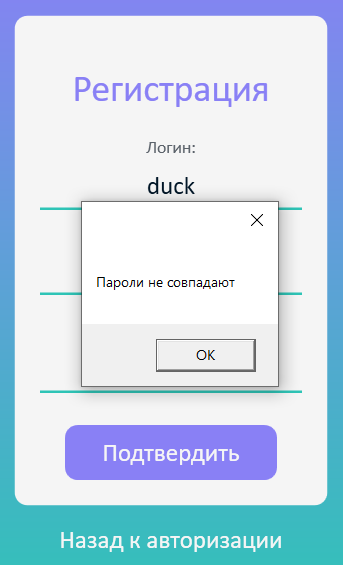 Регистрация
Логин:
duck
Пароли не совпадают
OK
Подтвердить
Назад к авторизации